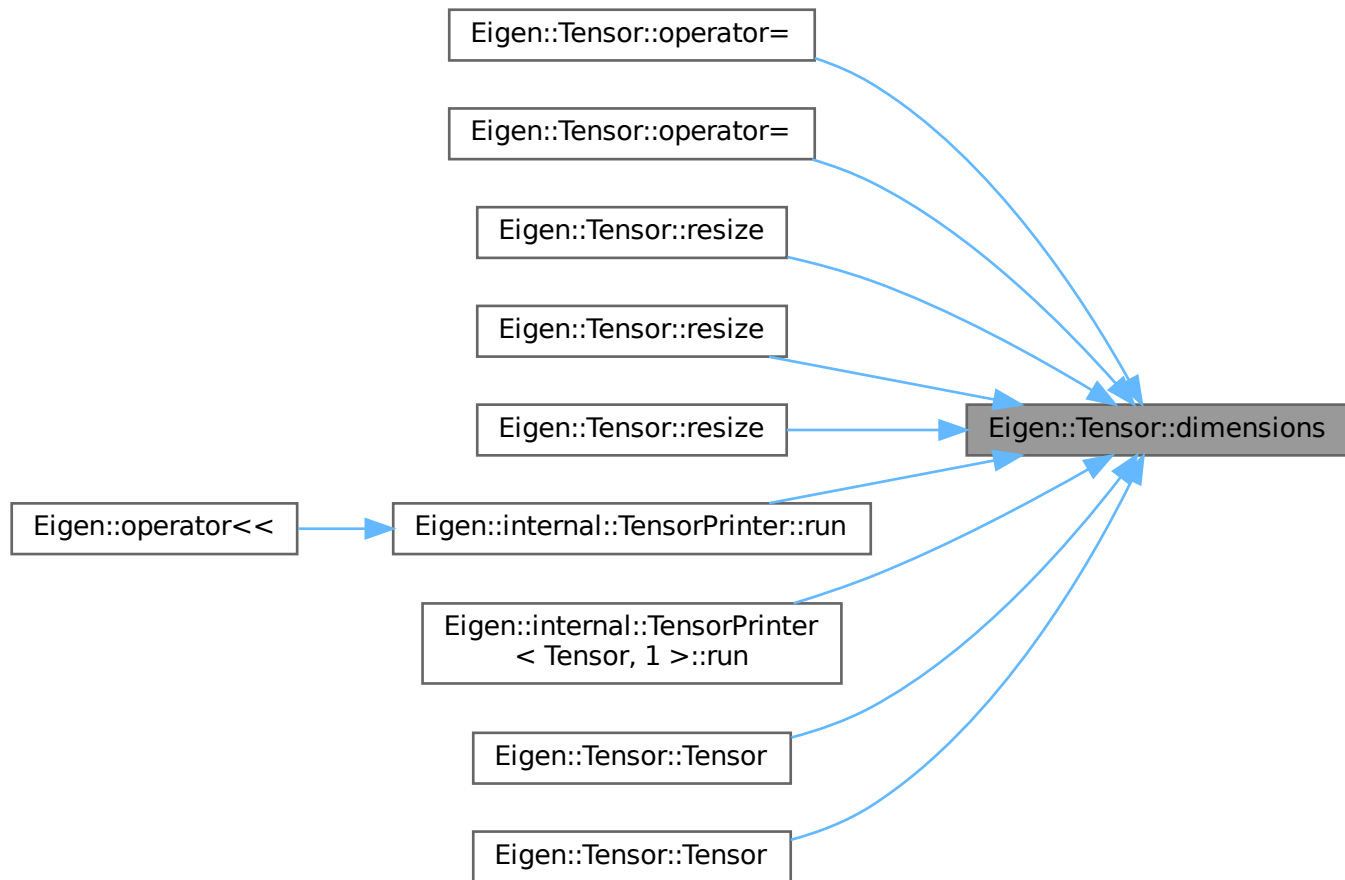 Eigen::Tensor::operator=
Eigen::Tensor::operator=
Eigen::Tensor::resize
Eigen::Tensor::resize
Eigen::Tensor::resize
Eigen::Tensor::dimensions
Eigen::operator<<
Eigen::internal::TensorPrinter::run
Eigen::internal::TensorPrinter
< Tensor, 1 >::run
Eigen::Tensor::Tensor
Eigen::Tensor::Tensor